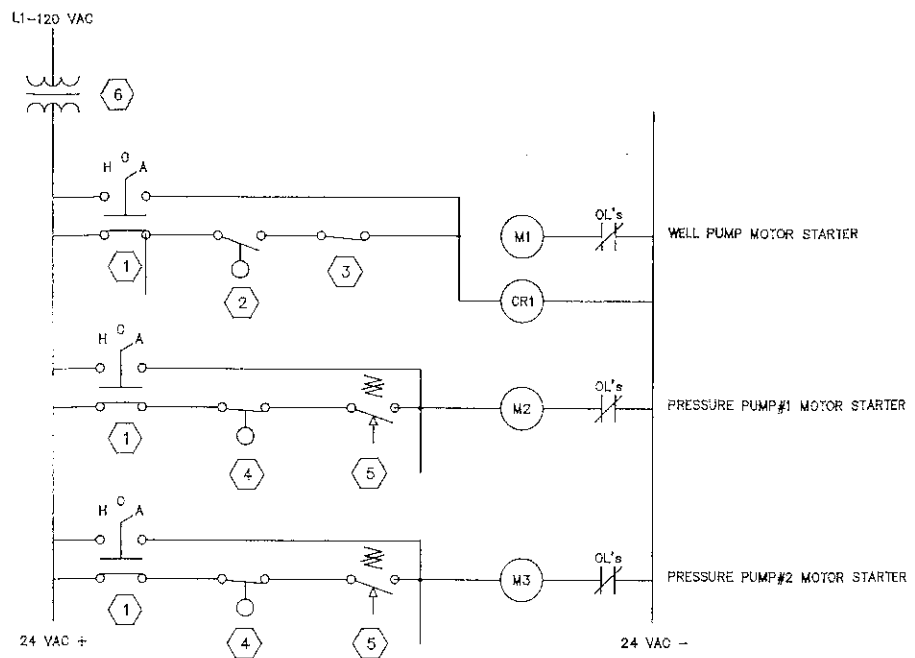 L1-120 VAC
6
H O A
1
2
3
M1
OL's
WELL PUMP MOTOR STARTER
CR1
H O A
1
4
5
M2
OL's
PRESSURE PUMP#1 MOTOR STARTER
H O A
1
4
5
M3
OL's
PRESSURE PUMP#2 MOTOR STARTER
24 VAC +
24 VAC -